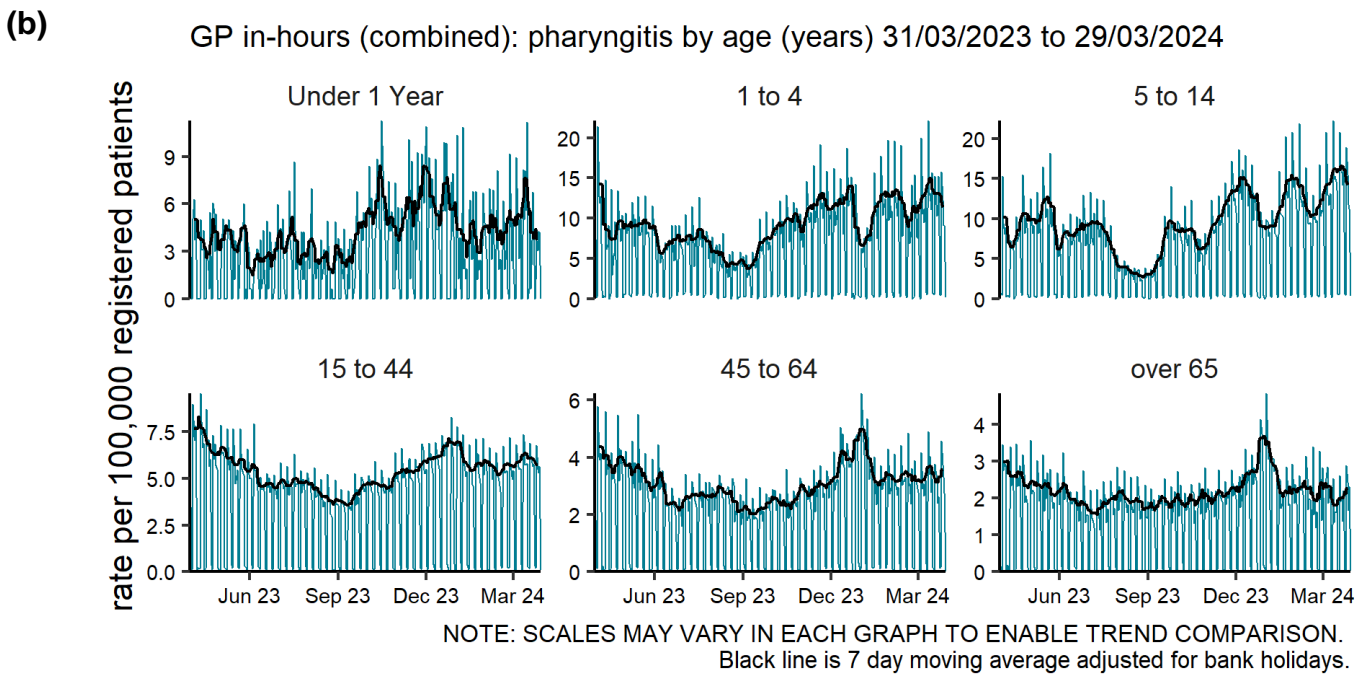 (b)
GP in-hours (combined): pharyngitis by age (years) 31/03/2023 to 29/03/2024
rate per 100,000 registered patients
Under 1 Year
9
6
3
0
1 to 4
20
15
10
5
0
5 to 14
20
15
10
5
0
15 to 44
7.5
5.0
2.5
0.0
Jun 23 Sep 23 Dec 23 Mar 24
45 to 64
6
4
2
0
Jun 23 Sep 23 Dec 23 Mar 24
over 65
4
3
2
1
0
Jun 23 Sep 23 Dec 23 Mar 24
NOTE: SCALES MAY VARY IN EACH GRAPH TO ENABLE TREND COMPARISON.
Black line is 7 day moving average adjusted for bank holidays.